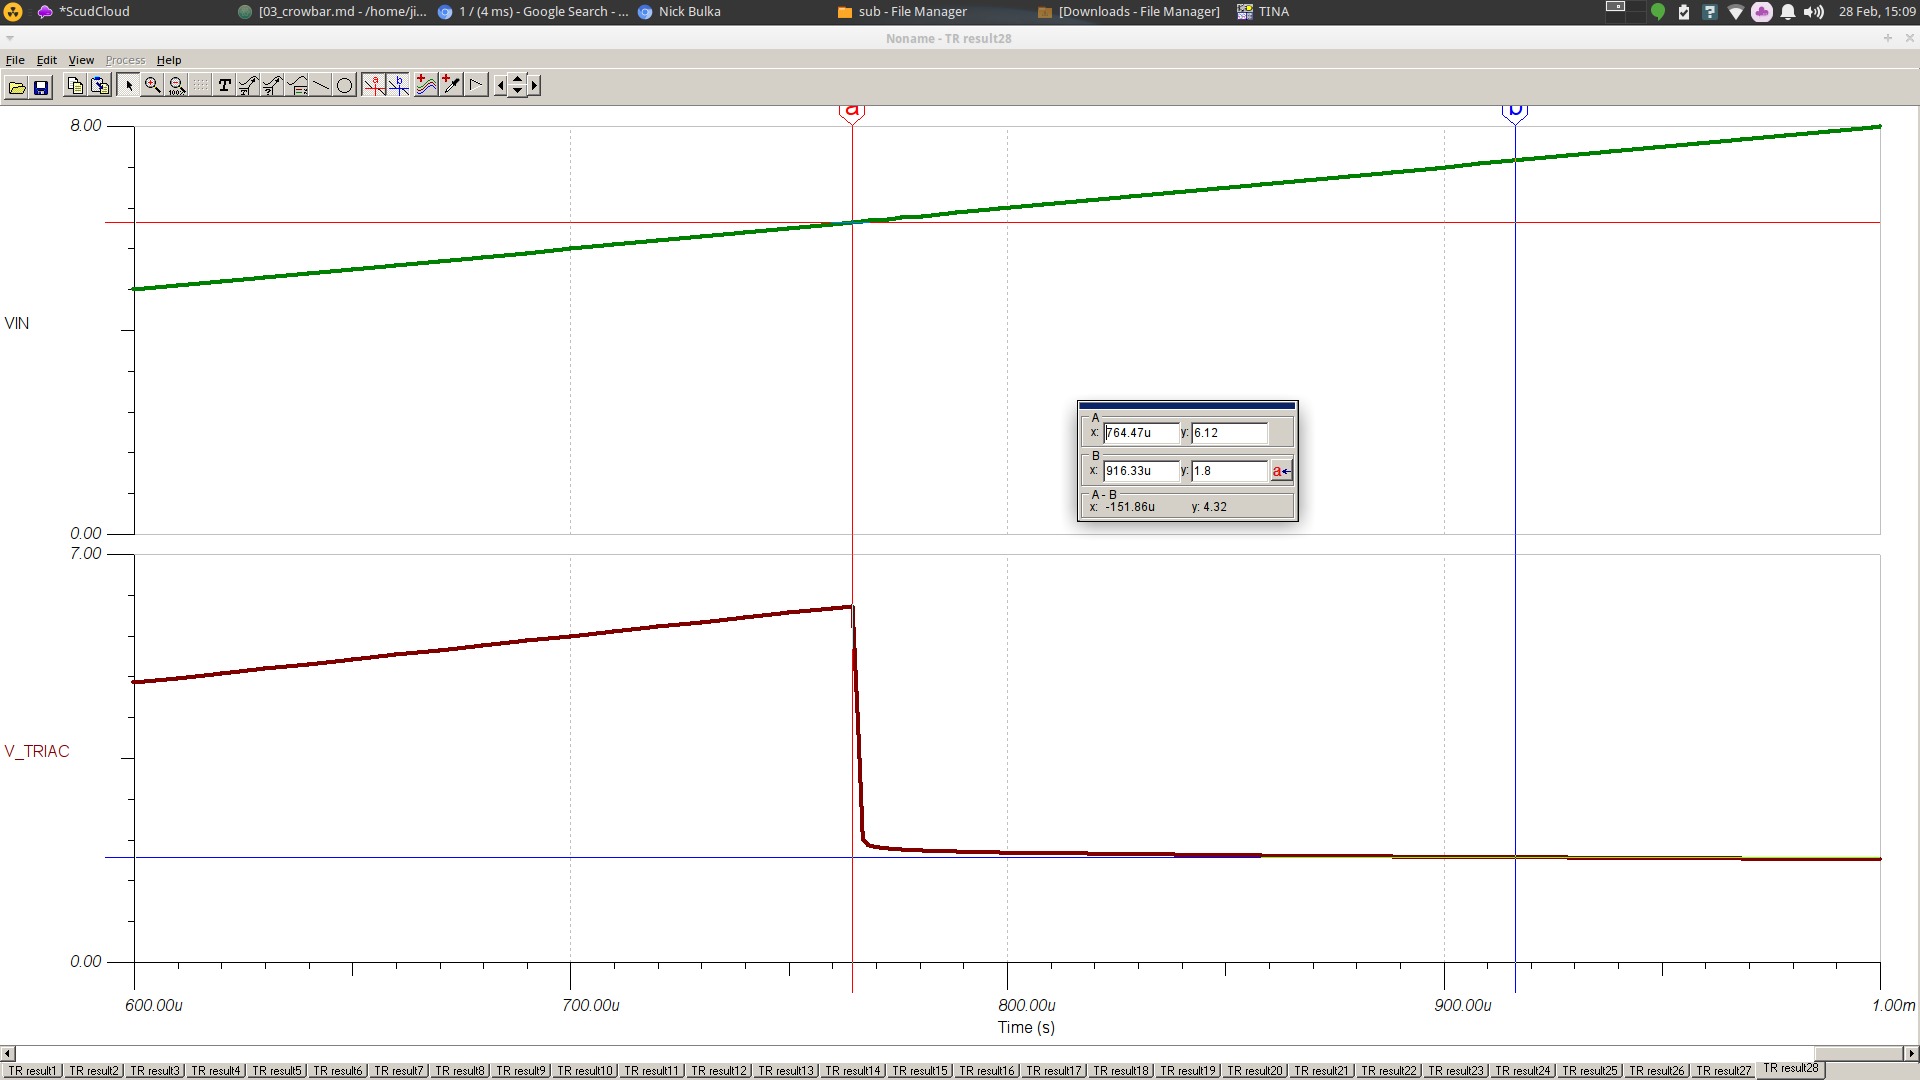 *ScudCloud [03_crowbar.md - /home/ji... 1 / (4 ms) - Google Search - ... Nick Bulka sub - File Manager [Downloads - File Manager] TINA 28 Feb, 15:09
Noname - TR result28
File Edit View Process Help
a b
8.00
VIN
0.00
A
x: 764.47u y: 6.12
B
x: 916.33u y: 1.8 a←
A - B
x: -151.86u y: 4.32
7.00
V_TRIAC
0.00
600.00u 700.00u 800.00u 900.00u 1.00m
Time (s)
TR result1 TR result2 TR result3 TR result4 TR result5 TR result6 TR result7 TR result8 TR result9 TR result10 TR result11 TR result12 TR result13 TR result14 TR result15 TR result16 TR result17 TR result18 TR result19 TR result20 TR result21 TR result22 TR result23 TR result24 TR result25 TR result26 TR result27 TR result28